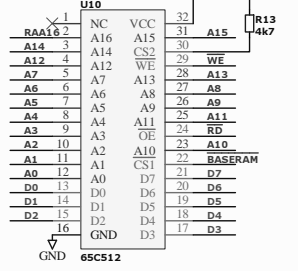 U10
1 NC VCC 32
RAA16 2 A16 A15 31 A15
A14 3 A14 CS2 30
A12 4 A12 WE 29 WE
A7 5 A7 A13 28 A13
A6 6 A6 A8 27 A8
A5 7 A5 A9 26 A9
A4 8 A4 A11 25 A11
A3 9 A3 OE 24 RD
A2 10 A2 A10 23 A10
A1 11 A1 CS1 22 BASERAM
A0 12 A0 D7 21 D7
D0 13 D0 D6 20 D6
D1 14 D1 D5 19 D5
D2 15 D2 D4 18 D4
16 GND D3 17 D3
GND
65C512
R13
4k7